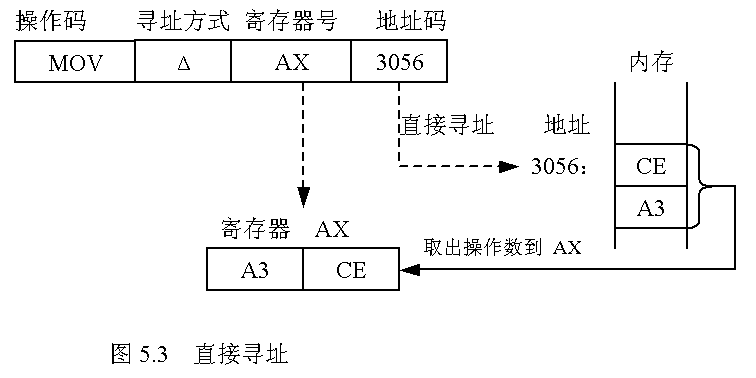 操作码 寻址方式 寄存器号 地址码
MOV Δ AX 3056
内存
直接寻址 地址
3056： CE
A3
寄存器 AX
取出操作数到 AX
A3 CE
图 5.3 直接寻址